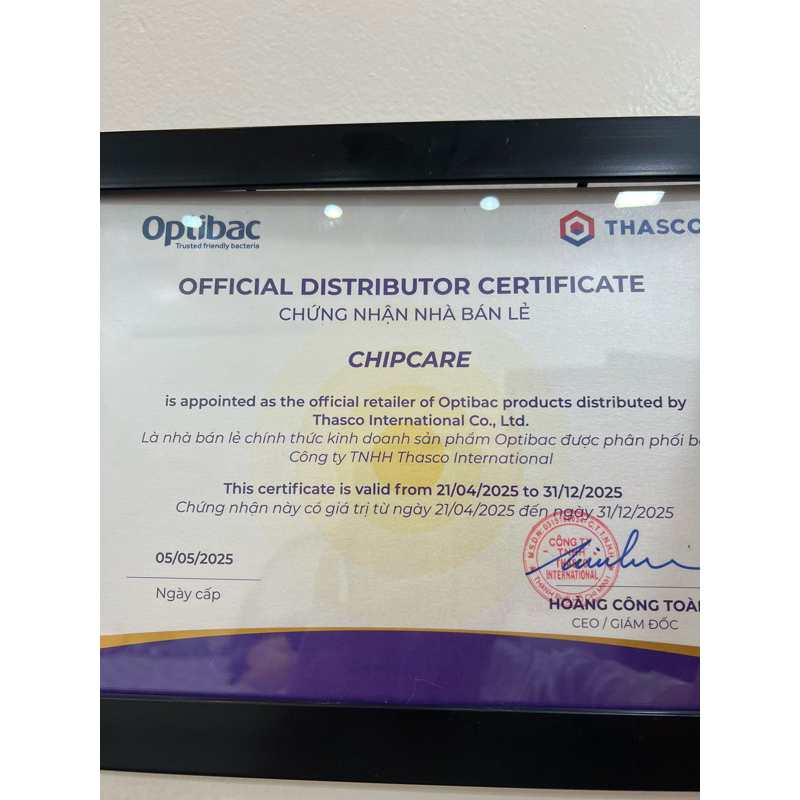 Optibac
Trusted friendly bacteria
THASCO
OFFICIAL DISTRIBUTOR CERTIFICATE
CHỨNG NHẬN NHÀ BÁN LẺ
CHIPCARE
is appointed as the official retailer of Optibac products distributed by
Thasco International Co., Ltd.
Là nhà bán lẻ chính thức kinh doanh sản phẩm Optibac được phân phối
Công ty TNHH Thasco International
This certificate is valid from 21/04/2025 to 31/12/2025
Chứng nhận này có giá trị từ ngày 21/04/2025 đến ngày 31/12/2025
05/05/2025
Ngày cấp
CÔNG TY
TNHH
INTERNATIONAL
HOÀNG CÔNG
CEO / GIÁM ĐỐC